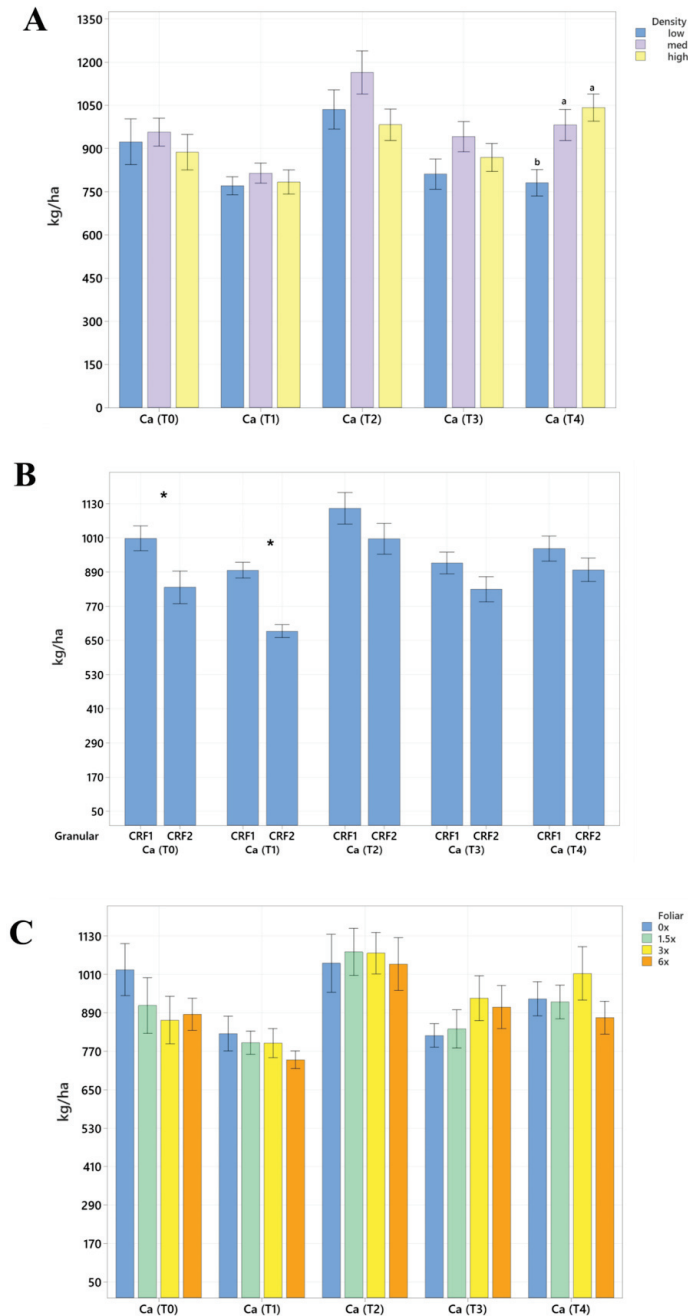 A
Density
low
med
high
1350
1200
1050
900
750
600
450
300
150
0
kg/ha
b
a
a
Ca (T0) Ca (T1) Ca (T2) Ca (T3) Ca (T4)
B
1130
1010
890
770
650
530
410
290
170
50
kg/ha
*
*
Granular CRF1 CRF2 CRF1 CRF2 CRF1 CRF2 CRF1 CRF2 CRF1 CRF2
Ca (T0) Ca (T1) Ca (T2) Ca (T3) Ca (T4)
C
Foliar
0x
1.5x
3x
6x
1130
1010
890
770
650
530
410
290
170
50
kg/ha
Ca (T0) Ca (T1) Ca (T2) Ca (T3) Ca (T4)